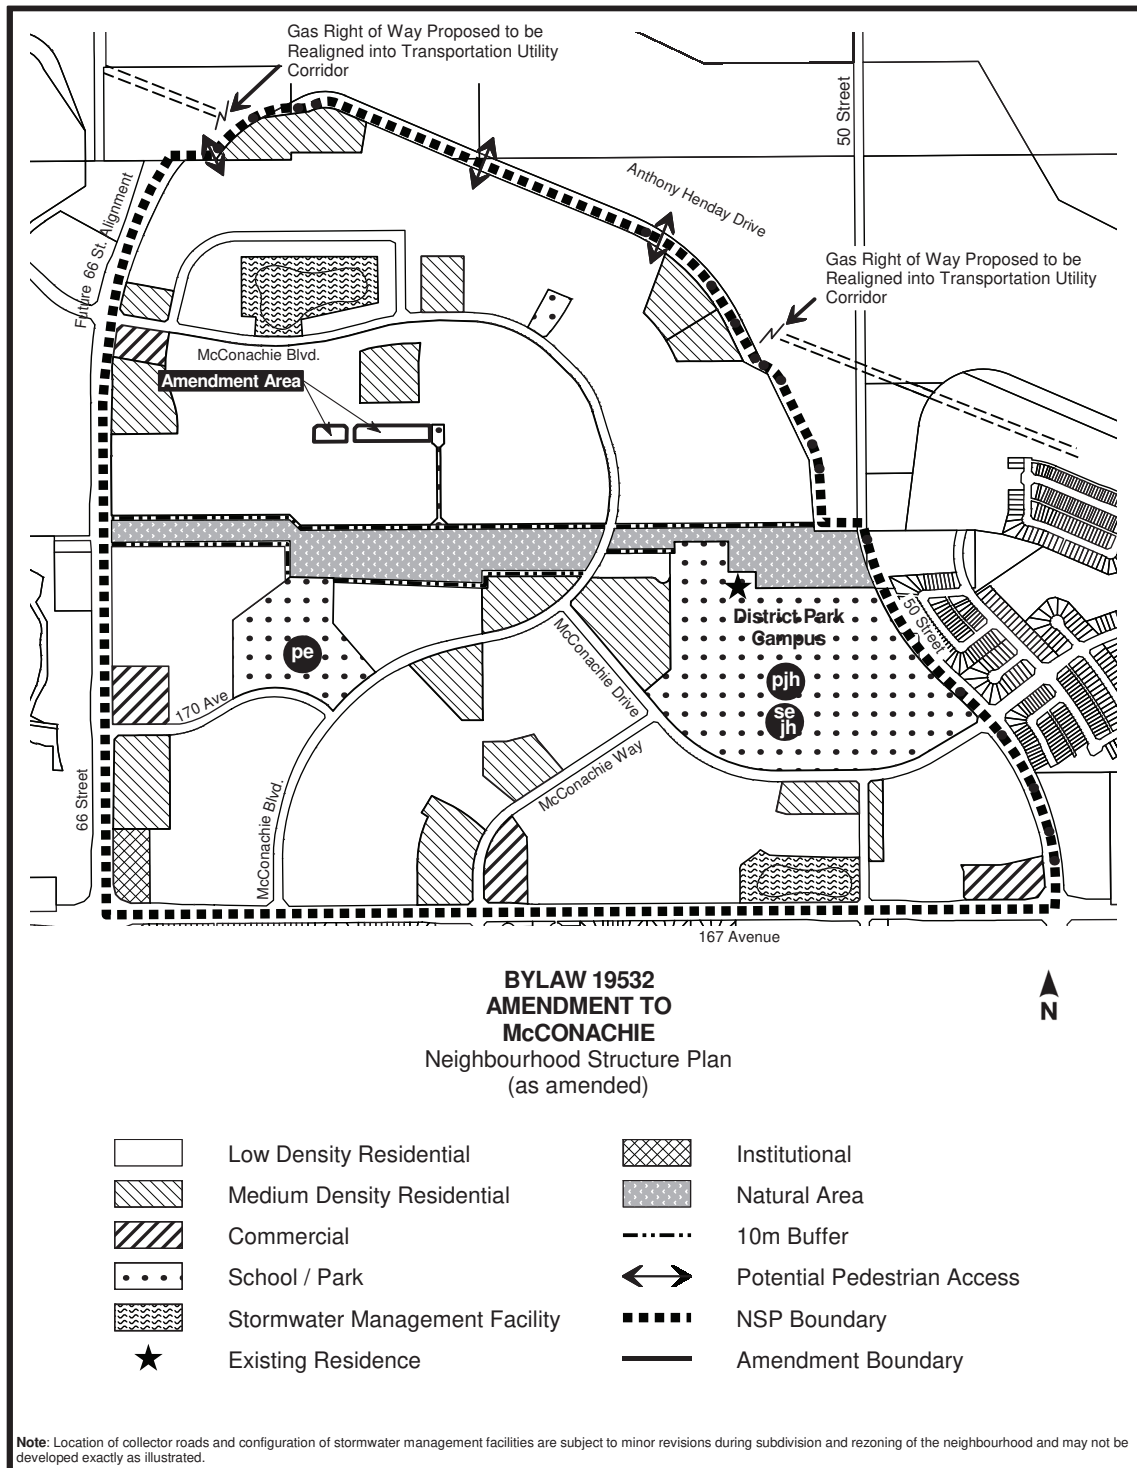 Gas Right of Way Proposed to be
Realigned into Transportation Utility
Corridor
50 Street
Anthony Henday Drive
Future 66 St. Alignment
Gas Right of Way Proposed to be
Realigned into Transportation Utility
Corridor
McConachie Blvd.
Amendment Area
50 Street
District Park
Campus
pe
pjh
se
jh
McConachie Drive
170 Ave.
McConachie Way
66 Street
McConachie Blvd.
167 Avenue
BYLAW 19532
AMENDMENT TO
McCONACHIE
Neighbourhood Structure Plan
(as amended)
N
Low Density Residential
Medium Density Residential
Commercial
School / Park
Stormwater Management Facility
Existing Residence
Institutional
Natural Area
10m Buffer
Potential Pedestrian Access
NSP Boundary
Amendment Boundary
Note: Location of collector roads and configuration of stormwater management facilities are subject to minor revisions during subdivision and rezoning of the neighbourhood and may not be
developed exactly as illustrated.